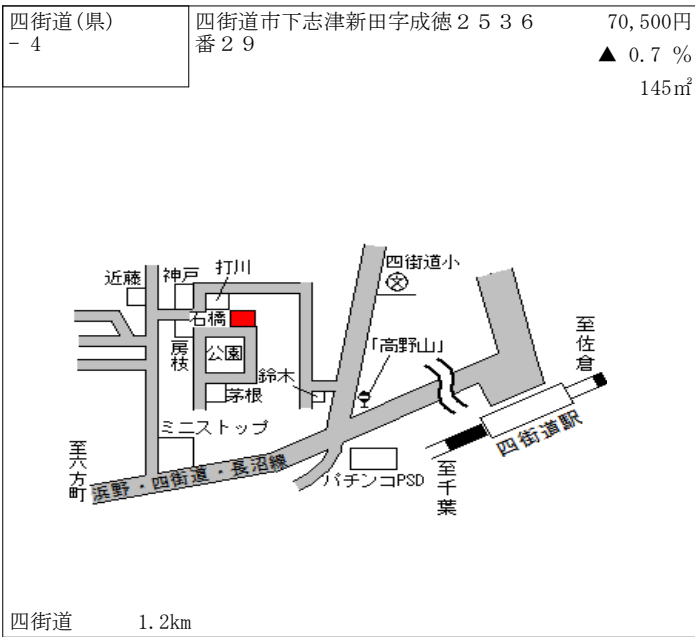 四街道(県)
- 4
四街道市下志津新田字成徳２５３６
番２９
70,500円
▲ 0.7 %
145㎡
近藤
神戸
打川
四街道小
文
石橋
房枝
公園
「高野山」
至佐倉
鈴木
茅根
ミニストップ
四街道駅
至六方町
浜野・四街道・長沼線
パチンコPSD
至千葉
四街道 1.2km